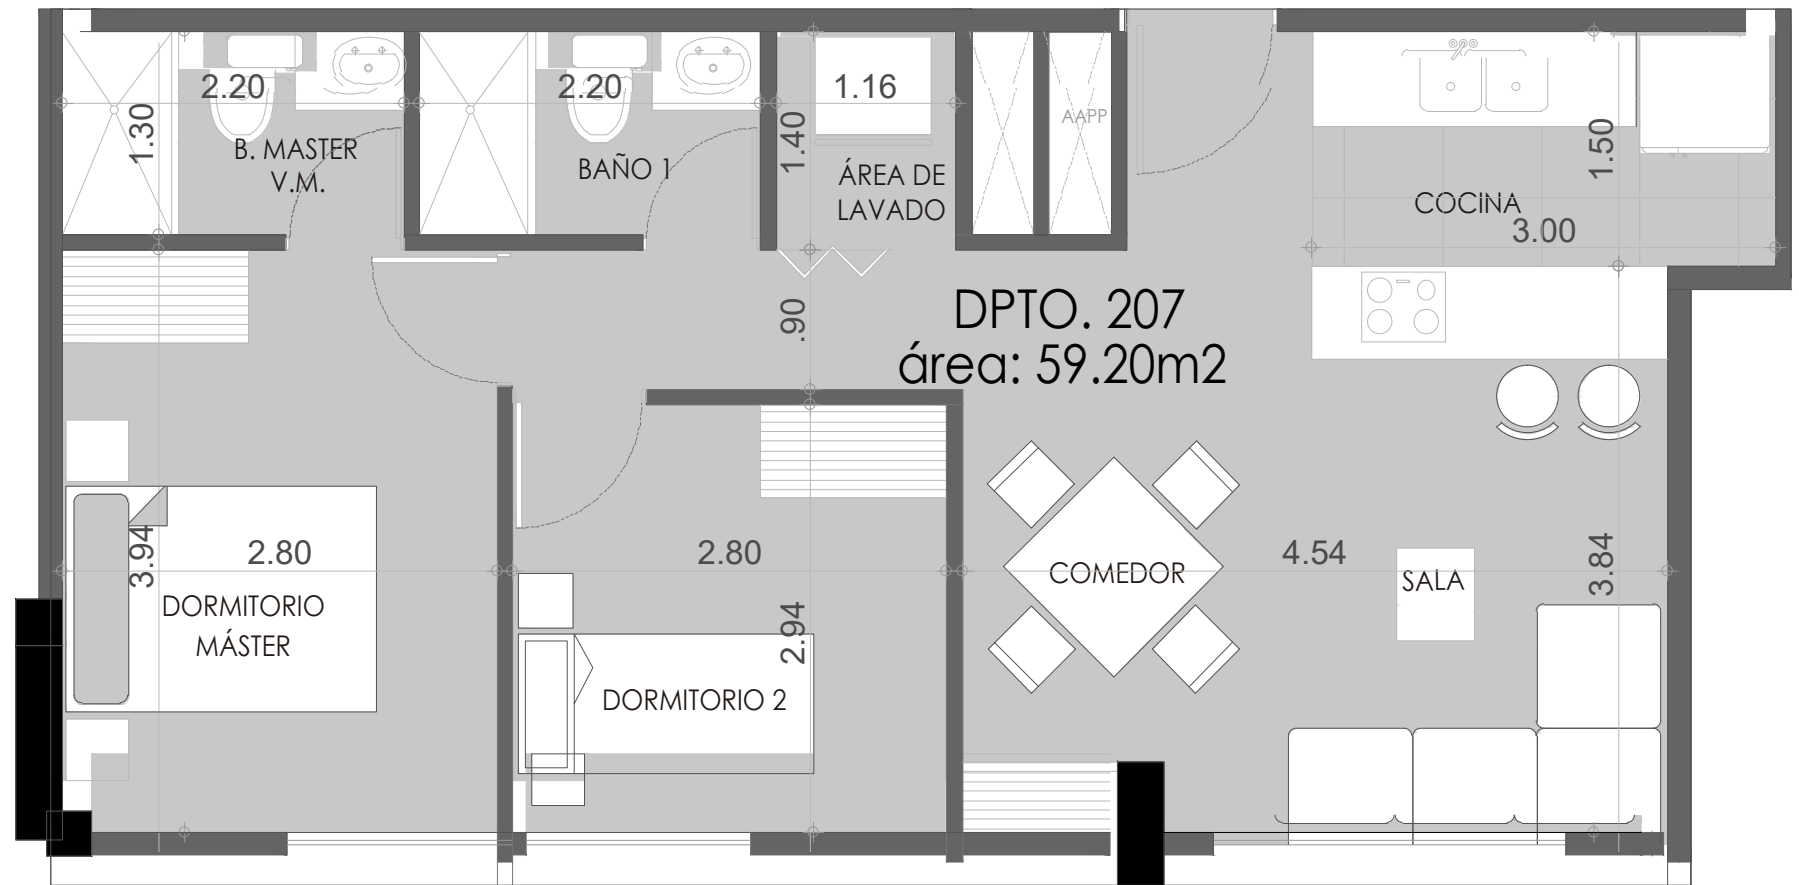 2.20
2.20
1.16
1.30
B. MASTER
V.M.
BAÑO 1
1.40
ÁREA DE
LAVADO
AAPP
1.50
COCINA
3.00
.90
DPTO. 207
área: 59.20m2
3.94
2.80
DORMITORIO
MÁSTER
2.80
2.94
DORMITORIO 2
COMEDOR
4.54
SALA
3.84